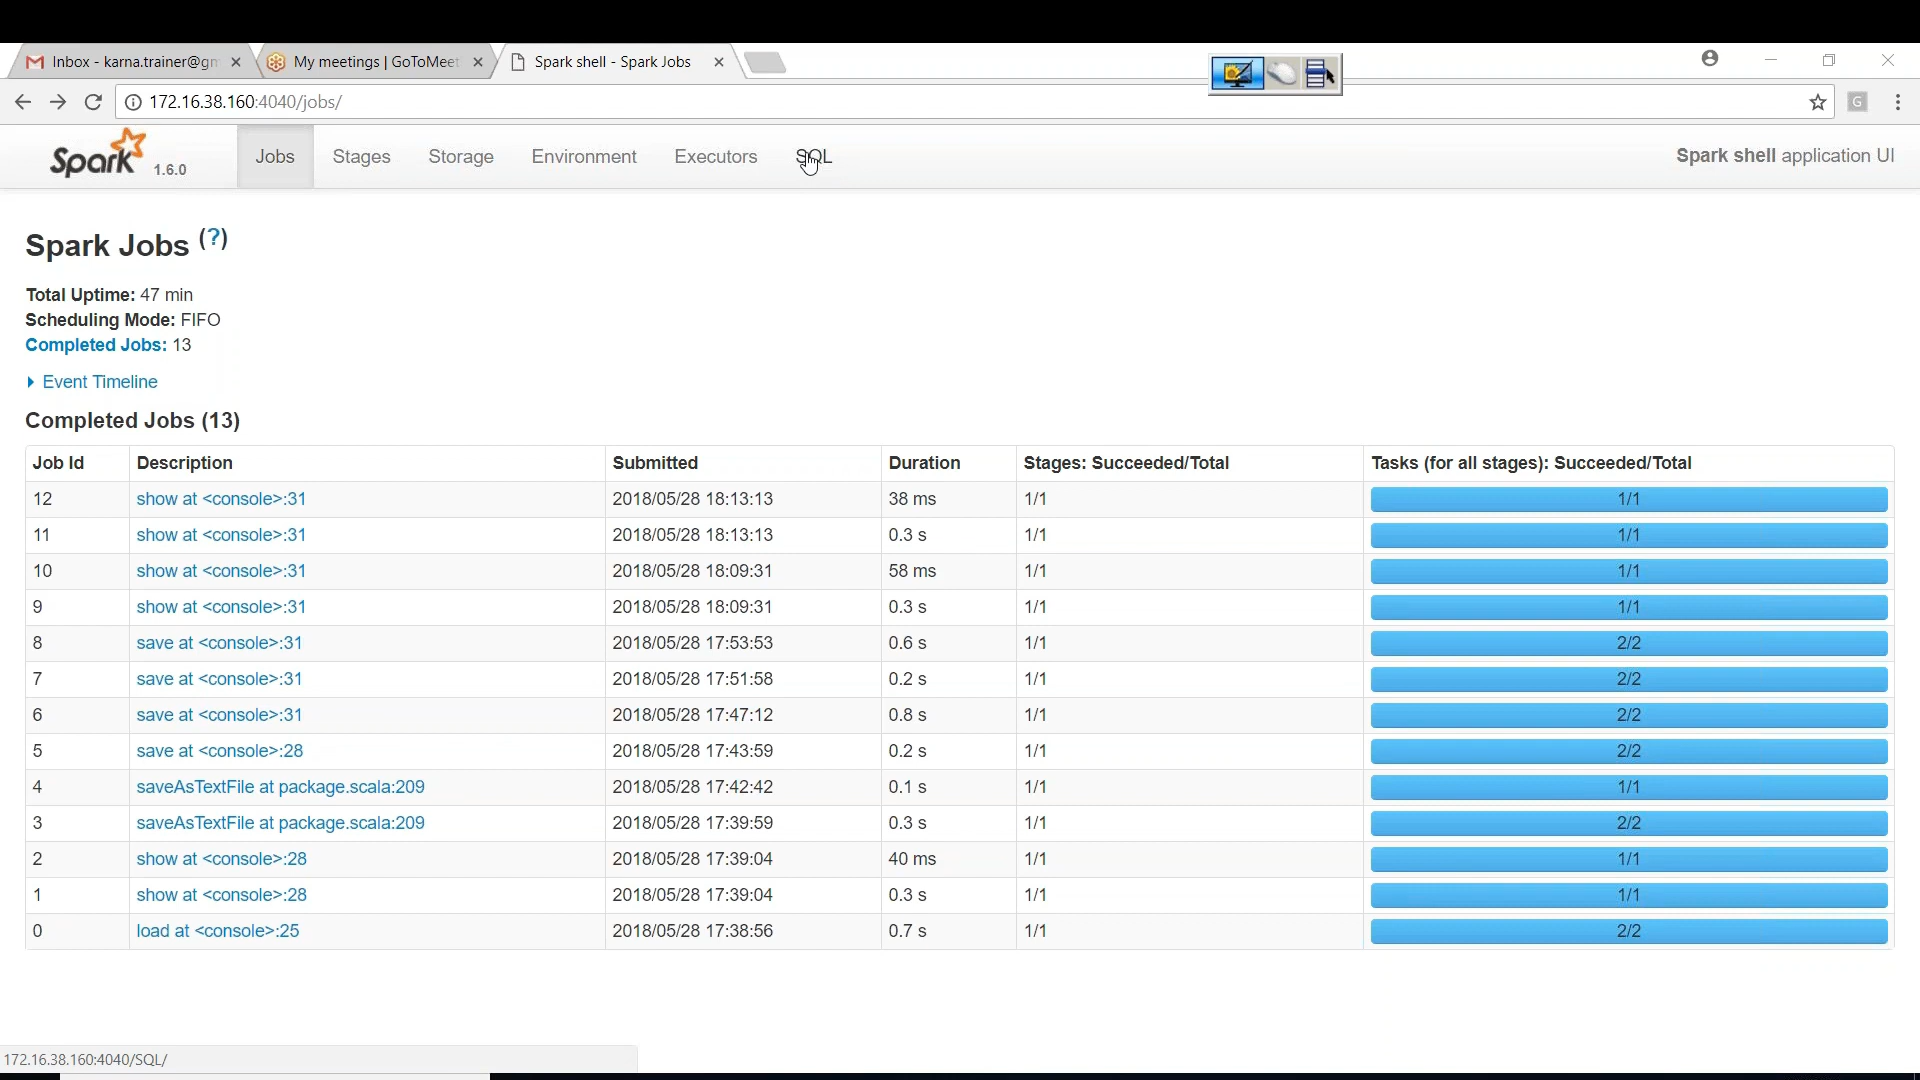 Inbox - karna.trainer@gm
My meetings | GoToMeet
Spark shell - Spark Jobs
172.16.38.160:4040/jobs/
G
Spark 1.6.0
Jobs
Stages
Storage
Environment
Executors
SQL
Spark shell application UI
Spark Jobs (?)
Total Uptime: 47 min
Scheduling Mode: FIFO
Completed Jobs: 13
Event Timeline
Completed Jobs (13)
Job Id Description Submitted Duration Stages: Succeeded/Total Tasks (for all stages): Succeeded/Total
12 show at <console>:31 2018/05/28 18:13:13 38 ms 1/1 1/1
11 show at <console>:31 2018/05/28 18:13:13 0.3 s 1/1 1/1
10 show at <console>:31 2018/05/28 18:09:31 58 ms 1/1 1/1
9 show at <console>:31 2018/05/28 18:09:31 0.3 s 1/1 1/1
8 save at <console>:31 2018/05/28 17:53:53 0.6 s 1/1 2/2
7 save at <console>:31 2018/05/28 17:51:58 0.2 s 1/1 2/2
6 save at <console>:31 2018/05/28 17:47:12 0.8 s 1/1 2/2
5 save at <console>:28 2018/05/28 17:43:59 0.2 s 1/1 2/2
4 saveAsTextFile at package.scala:209 2018/05/28 17:42:42 0.1 s 1/1 1/1
3 saveAsTextFile at package.scala:209 2018/05/28 17:39:59 0.3 s 1/1 2/2
2 show at <console>:28 2018/05/28 17:39:04 40 ms 1/1 1/1
1 show at <console>:28 2018/05/28 17:39:04 0.3 s 1/1 1/1
0 load at <console>:25 2018/05/28 17:38:56 0.7 s 1/1 2/2
172.16.38.160:4040/SQL/